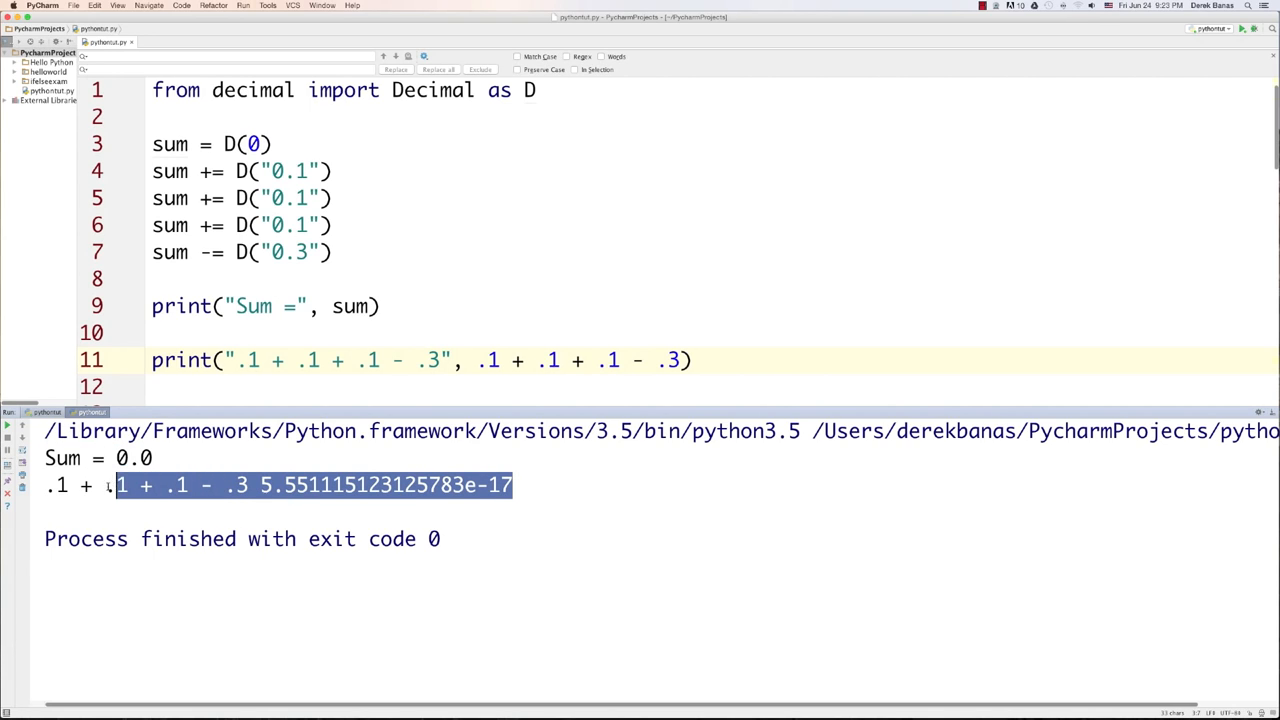 PyCharm File Edit View Navigate Code Refactor Run Tools VCS Window Help 10 Fri Jun 24 9:23 PM Derek Banas
pythontut.py - PycharmProjects - [~/PycharmProjects]
PycharmProjects pythontut.py pythontut
pythontut.py
PycharmProject
Hello Python
helloworld
ifelseexam
pythontut.py
External Librarie
Match Case Regex Words
Replace Replace all Exclude Preserve Case In Selection
1 from decimal import Decimal as D
2
3 sum = D(0)
4 sum += D("0.1")
5 sum += D("0.1")
6 sum += D("0.1")
7 sum -= D("0.3")
8
9 print("Sum =", sum)
10
11 print(".1 + .1 + .1 - .3", .1 + .1 + .1 - .3)
12
Run: pythontut pythontut
/Library/Frameworks/Python.framework/Versions/3.5/bin/python3.5 /Users/derekbanas/PycharmProjects/pytho
Sum = 0.0
.1 + .1 + .1 - .3 5.551115123125783e-17
Process finished with exit code 0
33 chars 3:7 LF÷ UTF-8÷